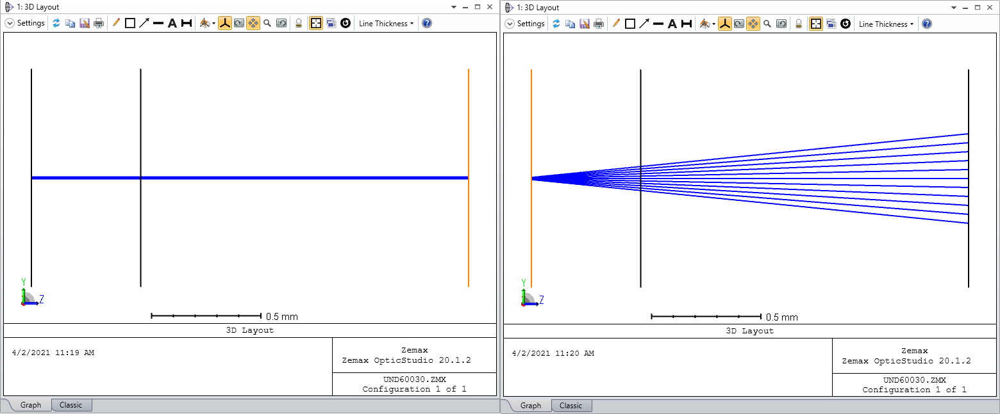 1: 3D Layout
Settings
A
Line Thickness
Y
Z
0.5 mm
3D Layout
4/2/2021 11:19 AM
Zemax
Zemax OpticStudio 20.1.2
UND60030.ZMX
Configuration 1 of 1
Graph
Classic
1: 3D Layout
Settings
A
Line Thickness
Y
Z
0.5 mm
3D Layout
4/2/2021 11:20 AM
Zemax
Zemax OpticStudio 20.1.2
UND60030.ZMX
Configuration 1 of 1
Graph
Classic